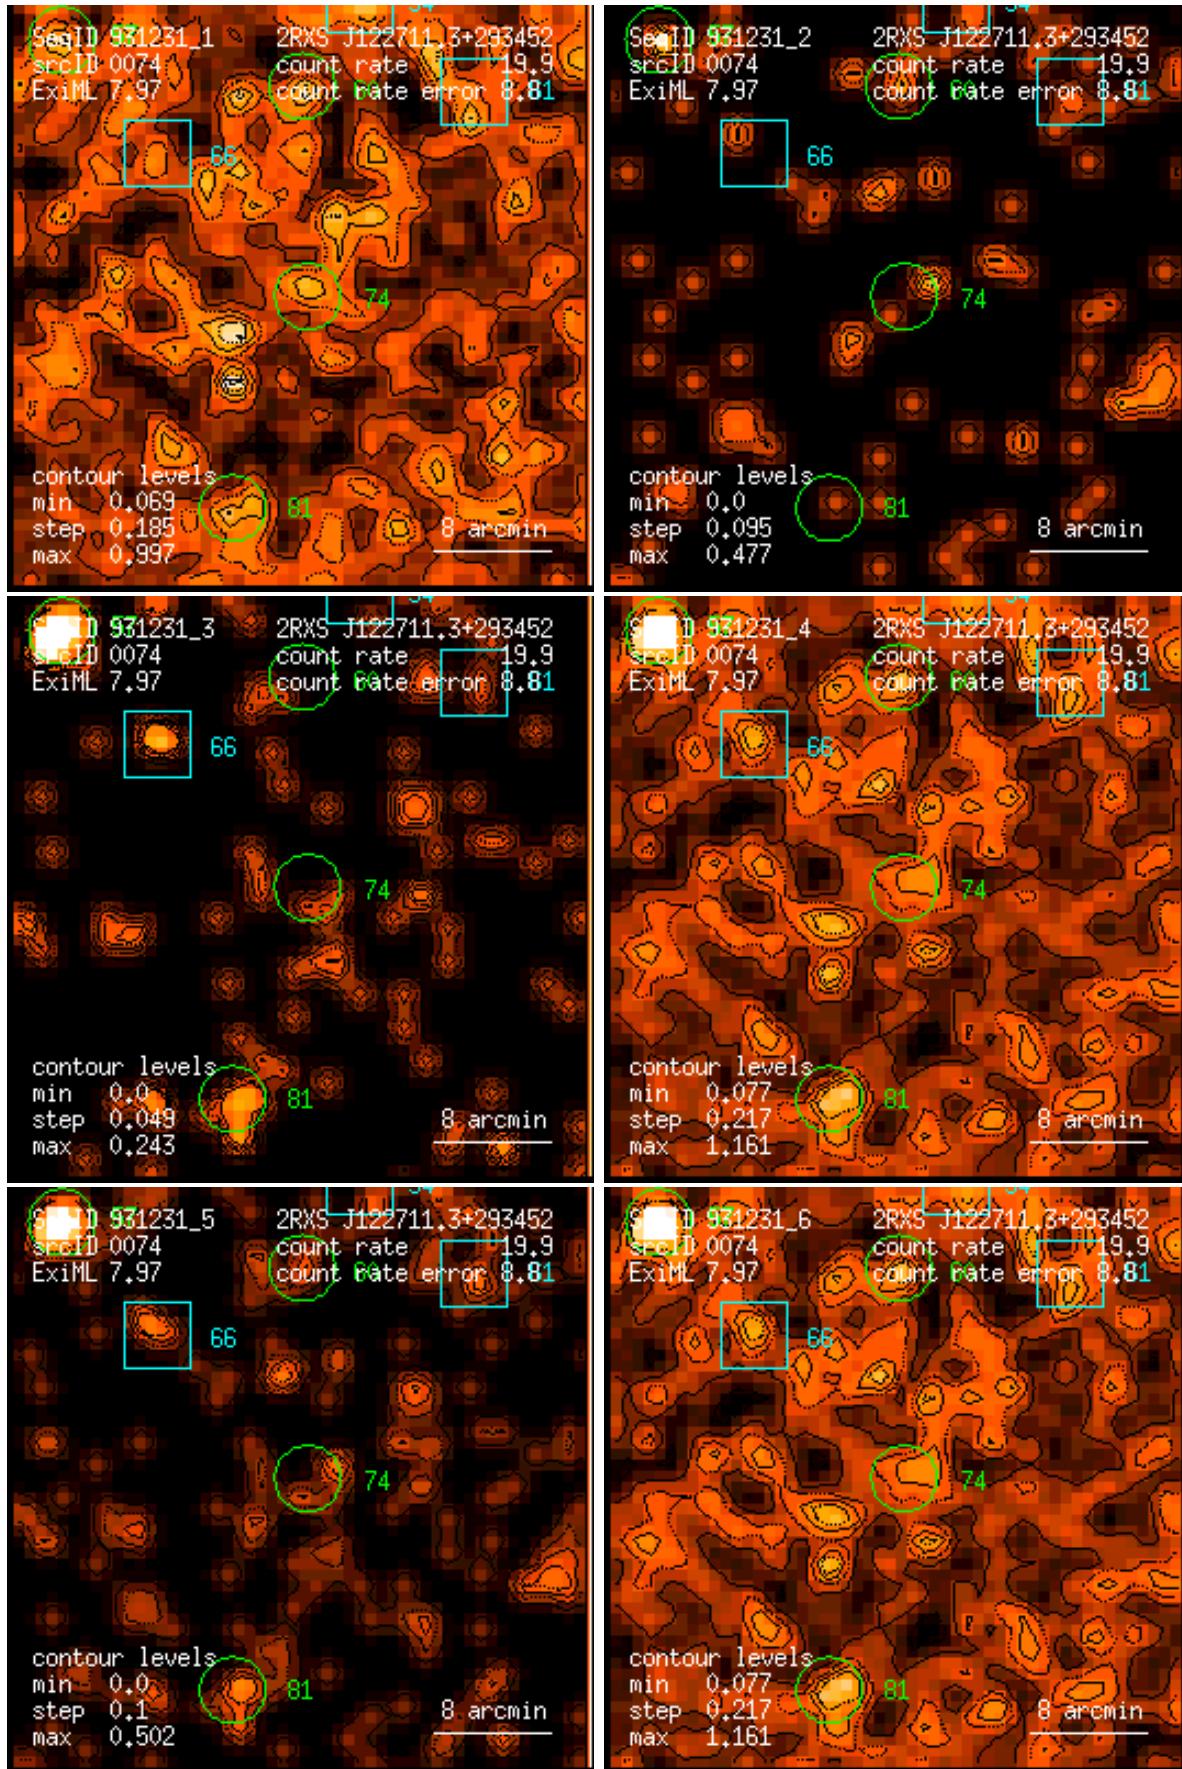 SeqID 931231_1 2RXS J122711.3+293452
srcID 0074 count rate 19.9
ExiML 7.97 count rate error 8.8
81
66
74
81
contour levels
min 0.069
step 0.185
max 0.997
8 arcmin
SeqID 931231_2 2RXS J122711.3+293452
srcID 0074 count rate 19.9
ExiML 7.97 count rate error 8.8
81
66
74
81
contour levels
min 0.0
step 0.095
max 0.477
8 arcmin
931231_3 2RXS J122711.3+293452
srcID 0074 count rate 19.9
ExiML 7.97 count rate error 8.8
81
66
74
81
contour levels
min 0.0
step 0.049
max 0.243
8 arcmin
931231_4 2RXS J122711.3+293452
srcID 0074 count rate 19.9
ExiML 7.97 count rate error 8.8
81
66
74
81
contour levels
min 0.077
step 0.217
max 1.161
8 arcmin
931231_5 2RXS J122711.3+293452
srcID 0074 count rate 19.9
ExiML 7.97 count rate error 8.8
81
66
74
81
contour levels
min 0.0
step 0.1
max 0.502
8 arcmin
931231_6 2RXS J122711.3+293452
srcID 0074 count rate 19.9
ExiML 7.97 count rate error 8.8
81
66
74
81
contour levels
min 0.077
step 0.217
max 1.161
8 arcmin